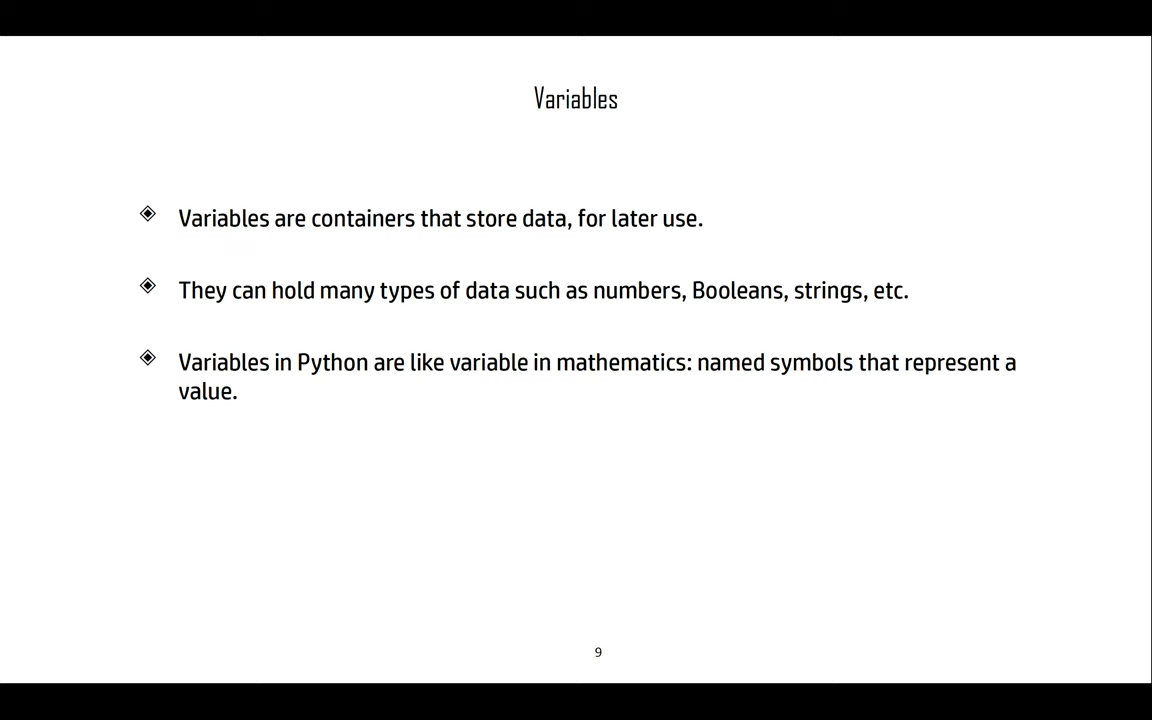 Variables
Variables are containers that store data, for later use.
They can hold many types of data such as numbers, Booleans, strings, etc.
Variables in Python are like variable in mathematics: named symbols that represent a
value.
9